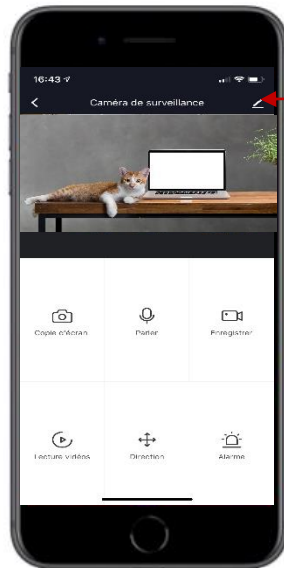 16:43
Caméra de surveillance
Copie d'écran
Parler
Enregistrer
Lecture vidéos
Direction
Alarme